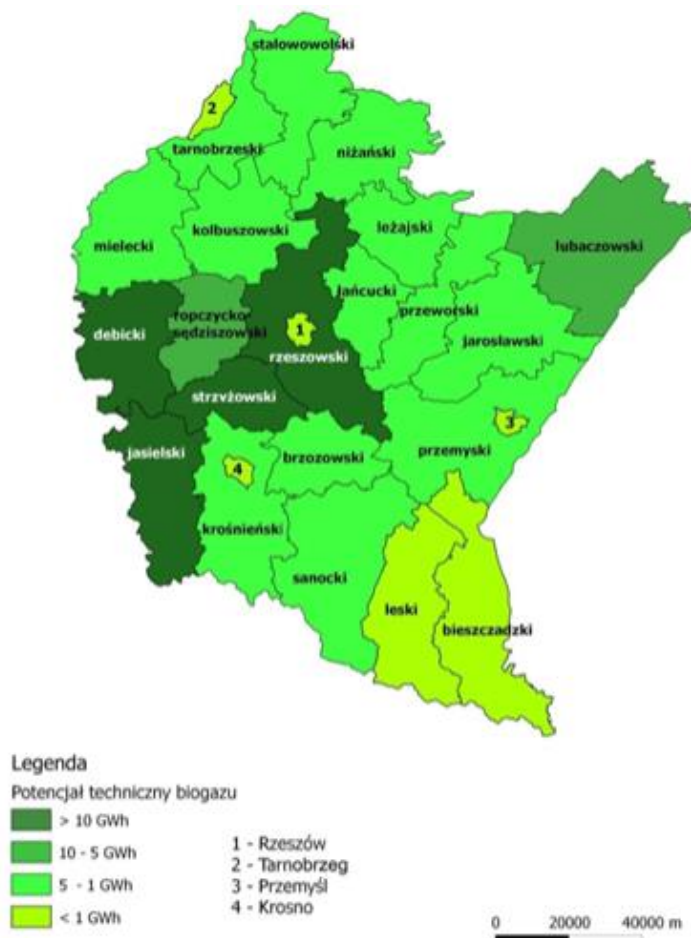 stalowowolski
2
tarnobrzeski
niżański
mielecki
kolbuszowski
leżajski
lubaczowski
ropczycko-
sędziszowski
łańcucki
przeworski
dębicki
1
rzeszowski
jarosławski
strzyżowski
jasielski
brzozowski
przemyski
3
4
krośnieński
sanocki
leski
bieszczadzki
Legenda
Potencjał techniczny biogazu
> 10 GWh
10 - 5 GWh
5 - 1 GWh
< 1 GWh
1 - Rzeszów
2 - Tarnobrzeg
3 - Przemyśl
4 - Krosno
0 20000 40000 m